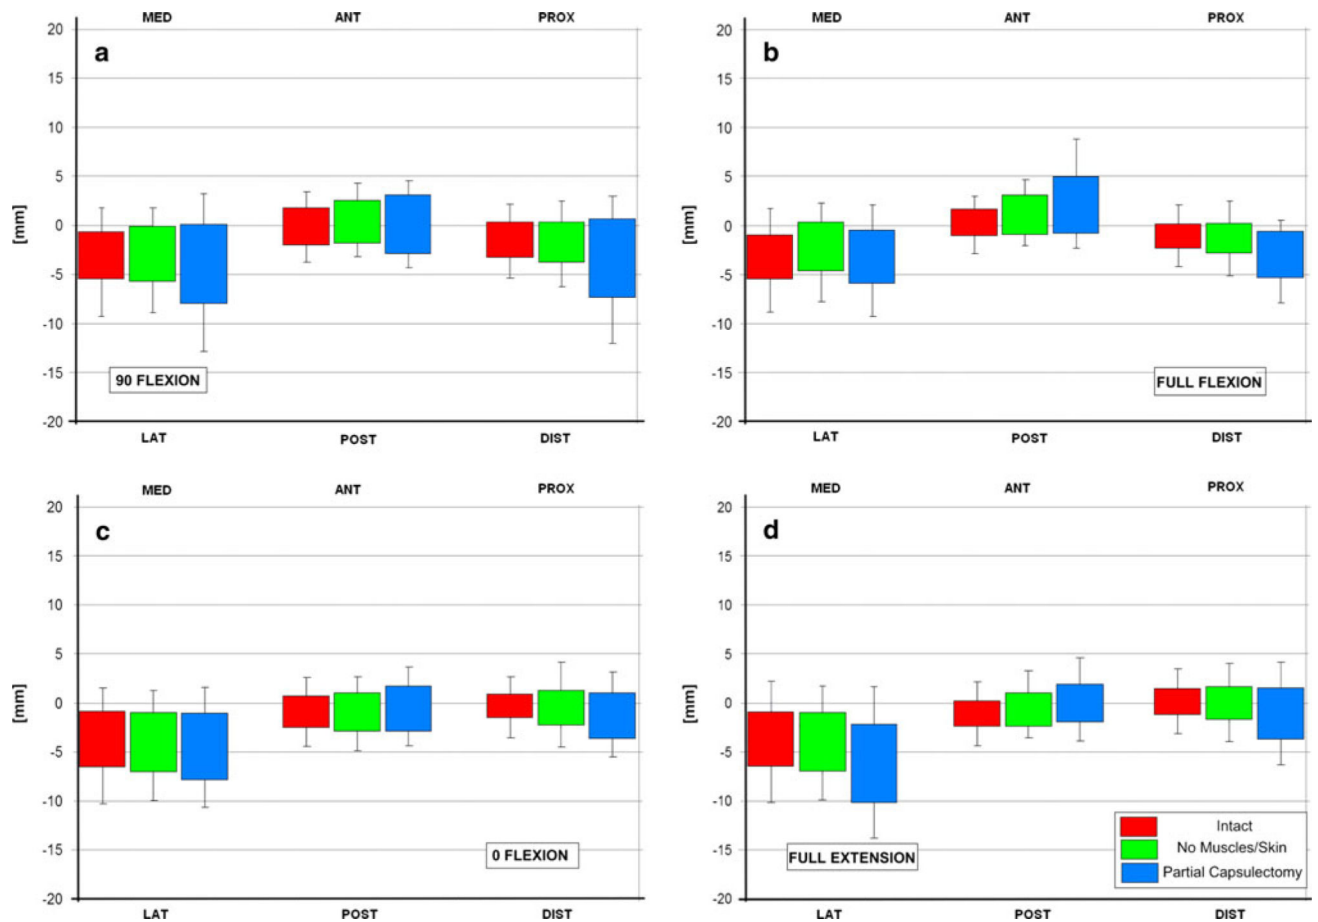 MED ANT PROX
a
20
15
10
5
0
-5
-10
-15
-20
[mm]
90 FLEXION
LAT POST DIST
MED ANT PROX
b
20
15
10
5
0
-5
-10
-15
-20
[mm]
FULL FLEXION
LAT POST DIST
MED ANT PROX
c
20
15
10
5
0
-5
-10
-15
-20
[mm]
0 FLEXION
LAT POST DIST
MED ANT PROX
d
20
15
10
5
0
-5
-10
-15
-20
[mm]
FULL EXTENSION
Intact
No Muscles/Skin
Partial Capsulectomy
LAT POST DIST